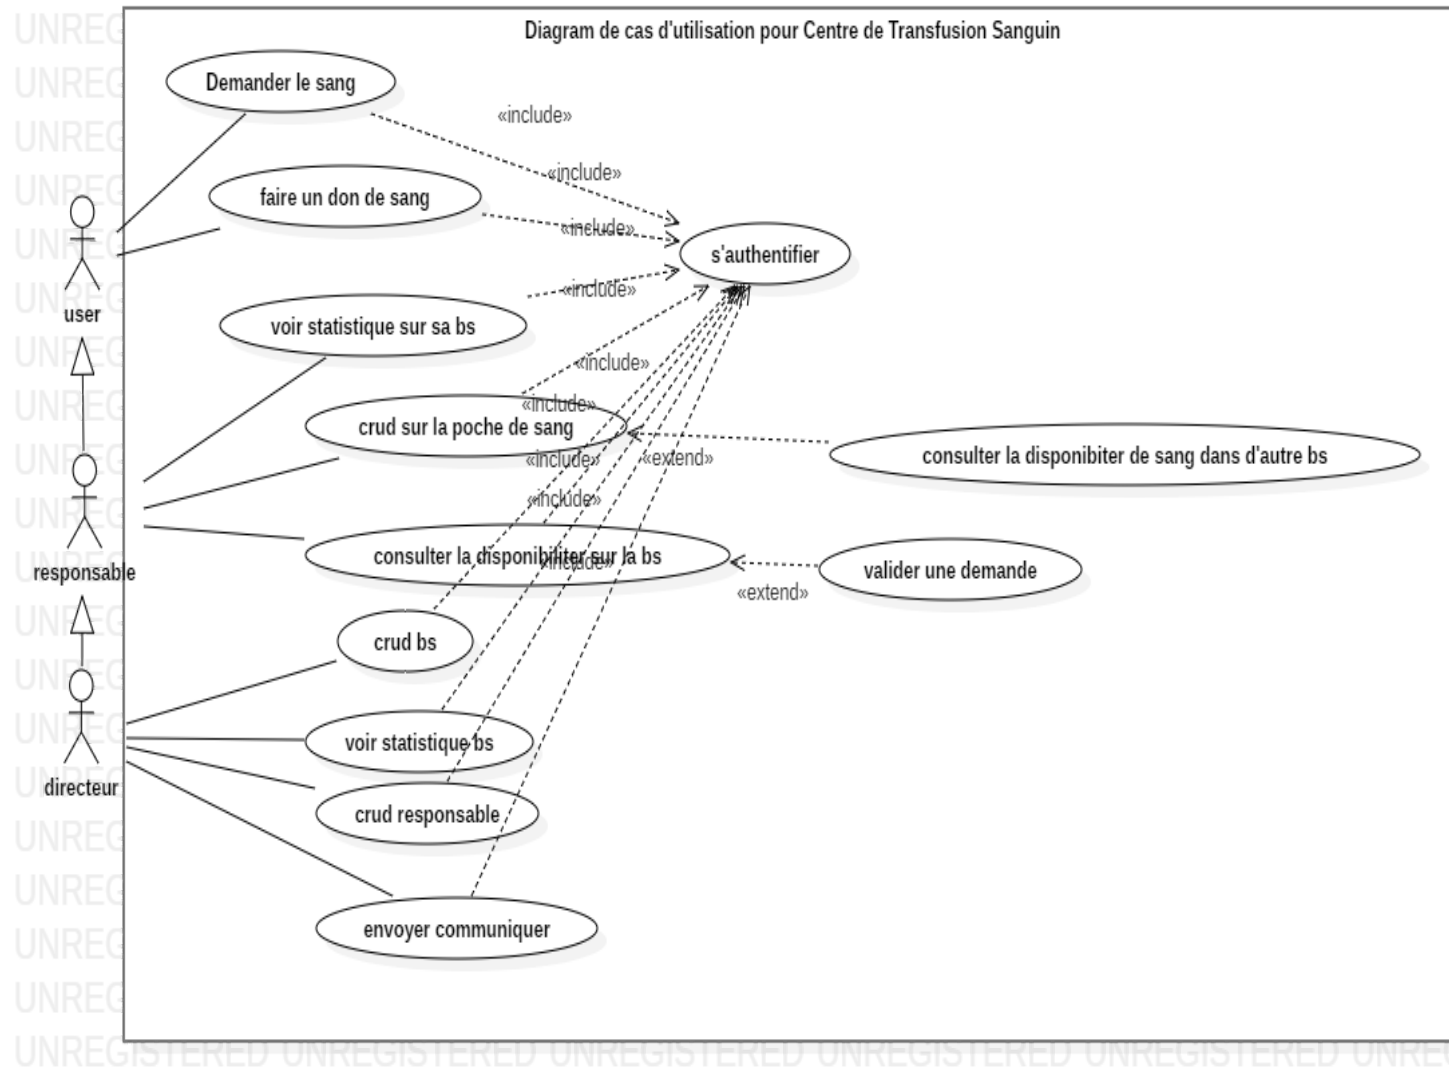 Diagram de cas d'utilisation pour Centre de Transfusion Sanguin
Demander le sang
«include»
«include»
faire un don de sang
«include»
s'authentifier
«include»
user
voir statistique sur sa bs
«include»
«include»
crud sur la poche de sang
«include»
«extend»
consulter la disponibiter de sang dans d'autre bs
«include»
consulter la disponibiliter sur la bs
«include»
valider une demande
responsable
«extend»
crud bs
voir statistique bs
directeur
crud responsable
envoyer communiquer
UNREGISTERED UNREGISTERED UNREGISTERED UNREGISTERED UNREGISTERED